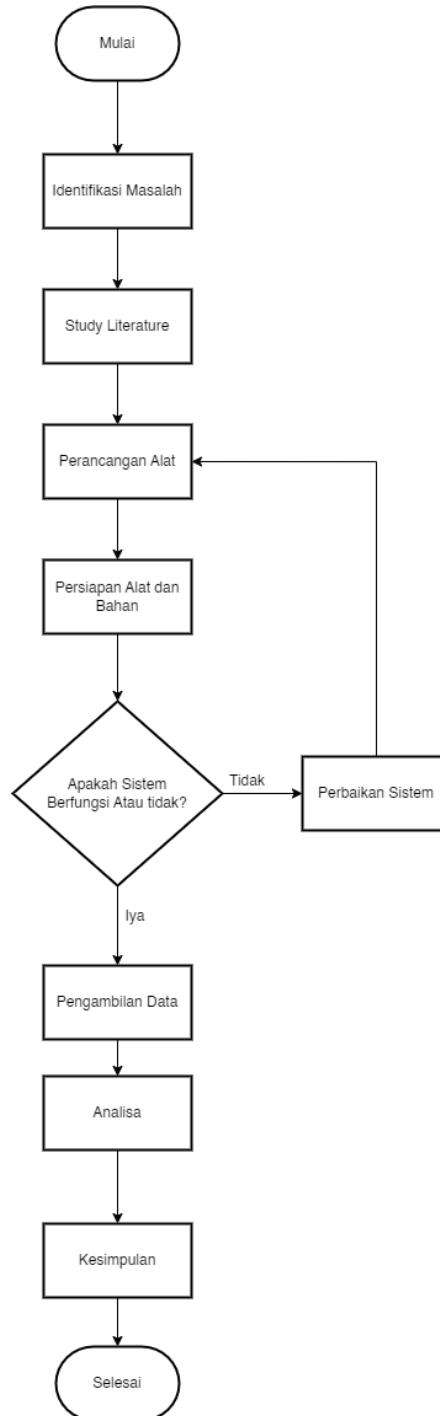 Mulai
Identifikasi Masalah
Study Literature
Perancangan Alat
Persiapan Alat dan
Bahan
Apakah Sistem
Berfungsi Atau tidak?
Tidak
Perbaikan Sistem
Iya
Pengambilan Data
Analisa
Kesimpulan
Selesai